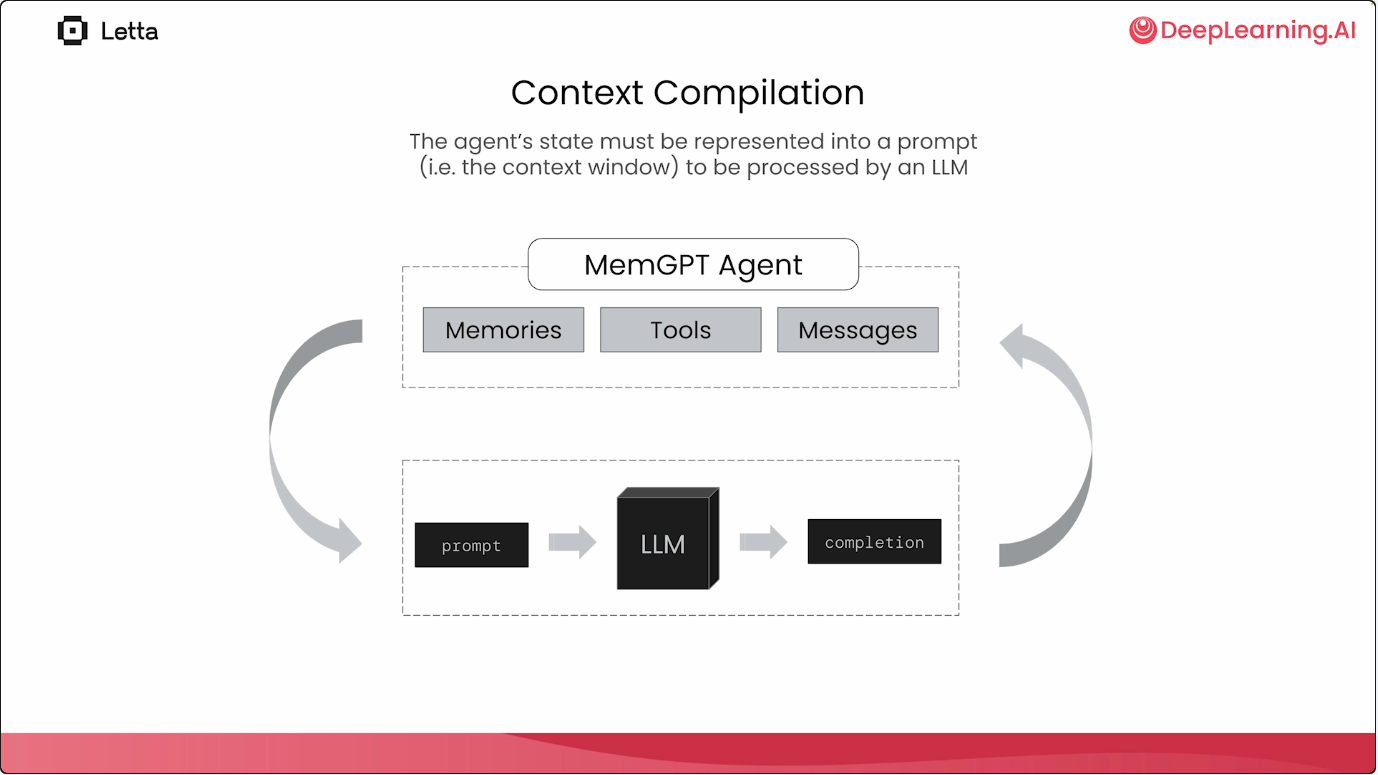 Letta
DeepLearning.AI
Context Compilation
The agent's state must be represented into a prompt
(i.e. the context window) to be processed by an LLM
MemGPT Agent
Memories
Tools
Messages
prompt
LLM
completion